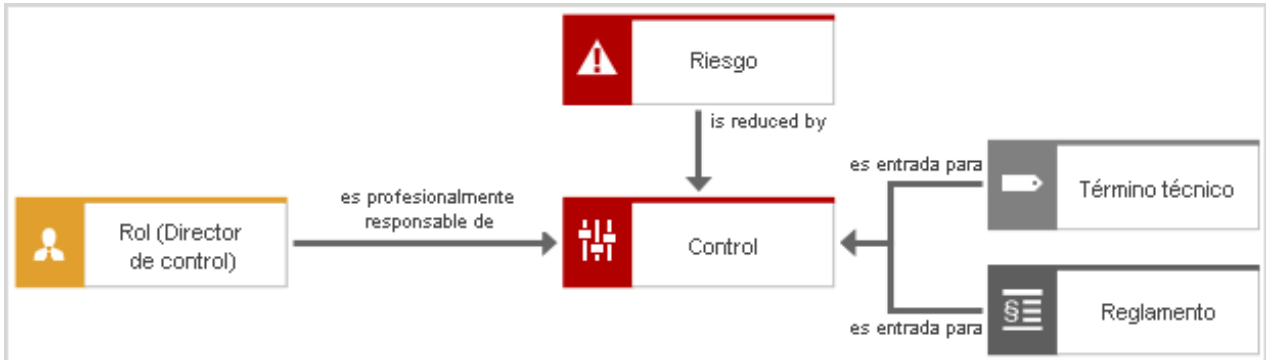 Riesgo
is reduced by
es entrada para
Término técnico
es profesionalmente
responsable de
Rol (Director
de control)
Control
Reglamento
es entrada para